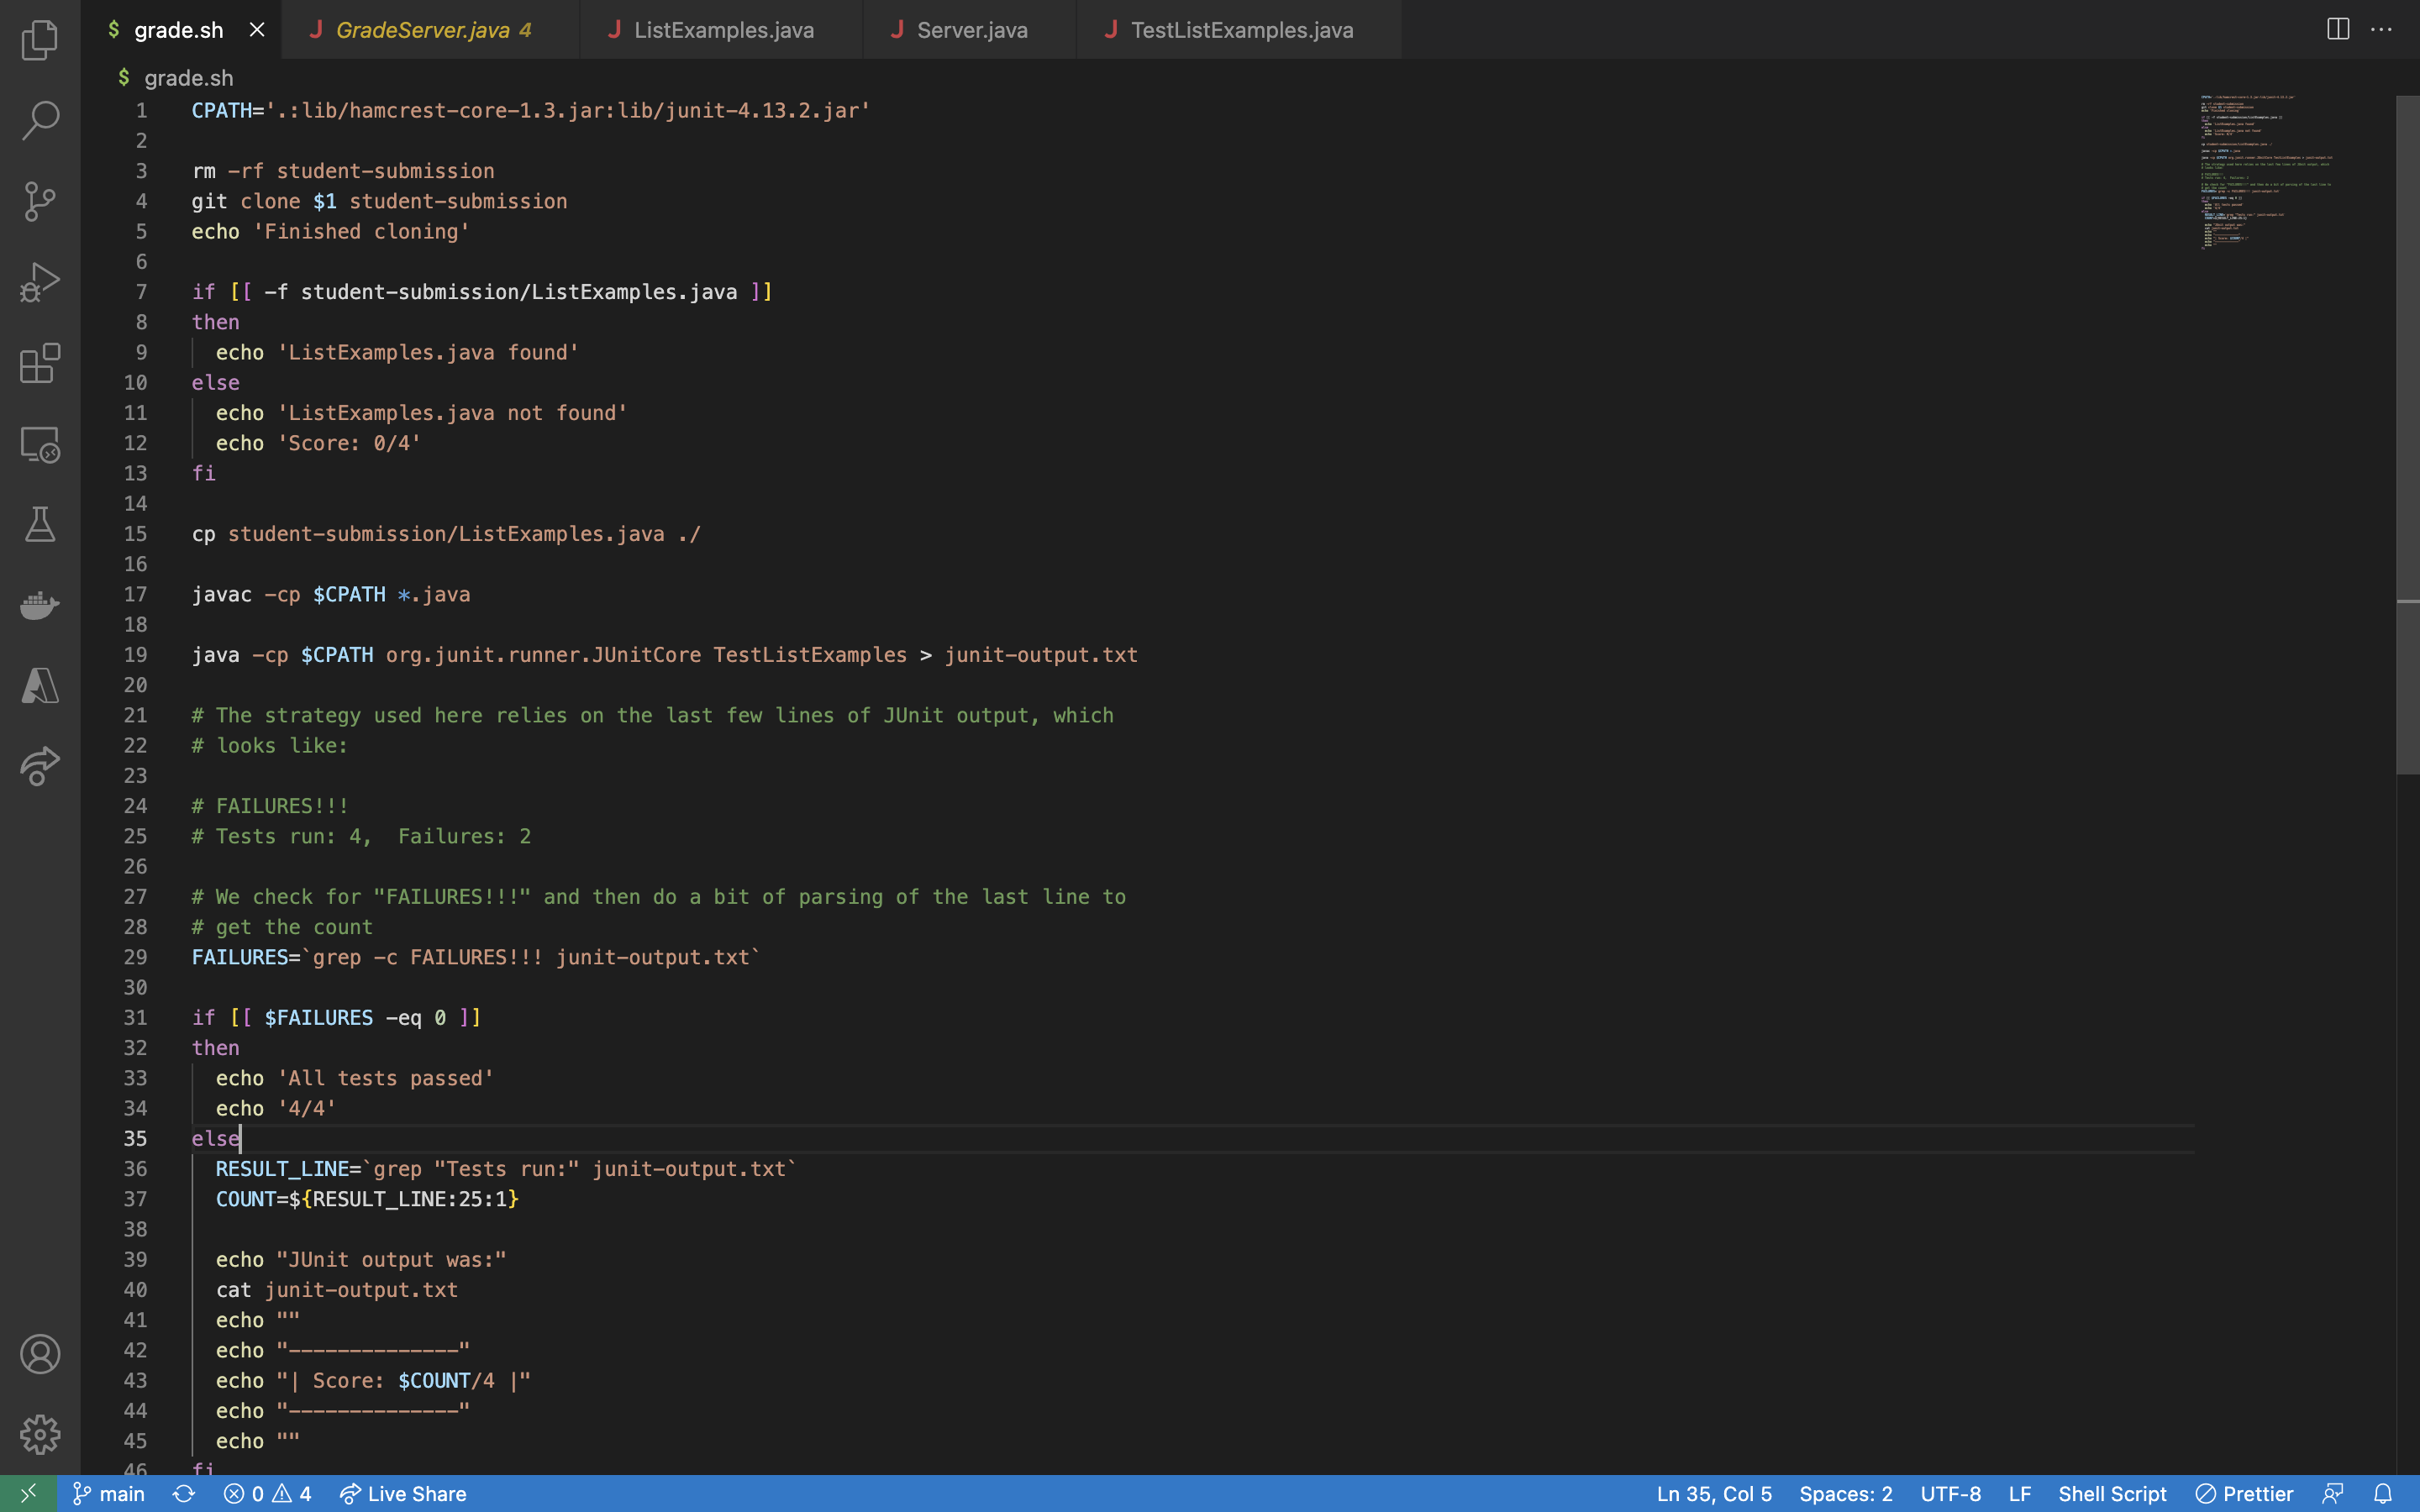 $ grade.sh × J GradeServer.java 4 J ListExamples.java J Server.java J TestListExamples.java
$ grade.sh
1 CPATH='.:lib/hamcrest-core-1.3.jar:lib/junit-4.13.2.jar'
2
3 rm -rf student-submission
4 git clone $1 student-submission
5 echo 'Finished cloning'
6
7 if [[ -f student-submission/ListExamples.java ]]
8 then
9 echo 'ListExamples.java found'
10 else
11 echo 'ListExamples.java not found'
12 echo 'Score: 0/4'
13 fi
14
15 cp student-submission/ListExamples.java ./
16
17 javac -cp $CPATH *.java
18
19 java -cp $CPATH org.junit.runner.JUnitCore TestListExamples > junit-output.txt
20
21 # The strategy used here relies on the last few lines of JUnit output, which
22 # looks like:
23
24 # FAILURES!!!
25 # Tests run: 4,  Failures: 2
26
27 # We check for "FAILURES!!!" and then do a bit of parsing of the last line to
28 # get the count
29 FAILURES=`grep -c FAILURES!!! junit-output.txt`
30
31 if [[ $FAILURES -eq 0 ]]
32 then
33 echo 'All tests passed'
34 echo '4/4'
35 else
36 RESULT_LINE=`grep "Tests run:" junit-output.txt`
37 COUNT=${RESULT_LINE:25:1}
38
39 echo "JUnit output was:"
40 cat junit-output.txt
41 echo ""
42 echo "--------------"
43 echo "| Score: $COUNT/4 |"
44 echo "--------------"
45 echo ""
46 fi
main 0 4 Live Share Ln 35, Col 5 Spaces: 2 UTF-8 LF Shell Script Prettier